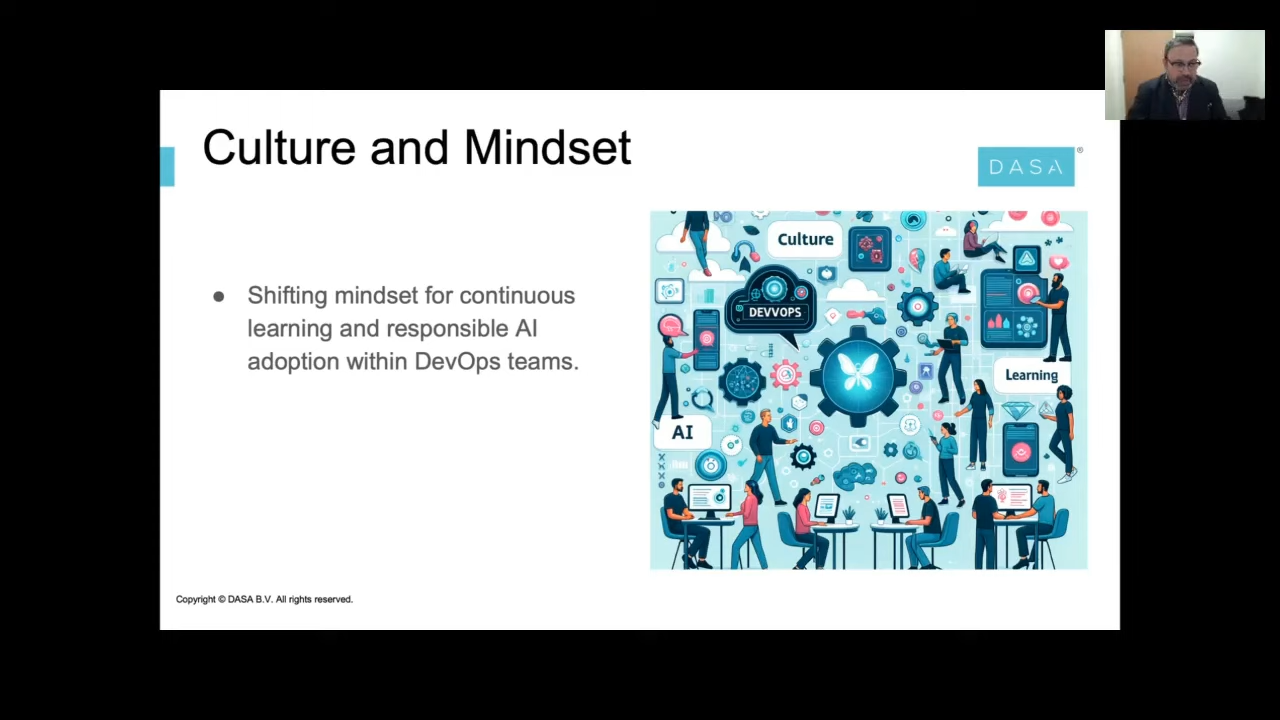 Culture and Mindset
DASA
®
● Shifting mindset for continuous
learning and responsible AI
adoption within DevOps teams.
Culture
DEVVOPS
Learning
AI
Copyright © DASA B.V. All rights reserved.